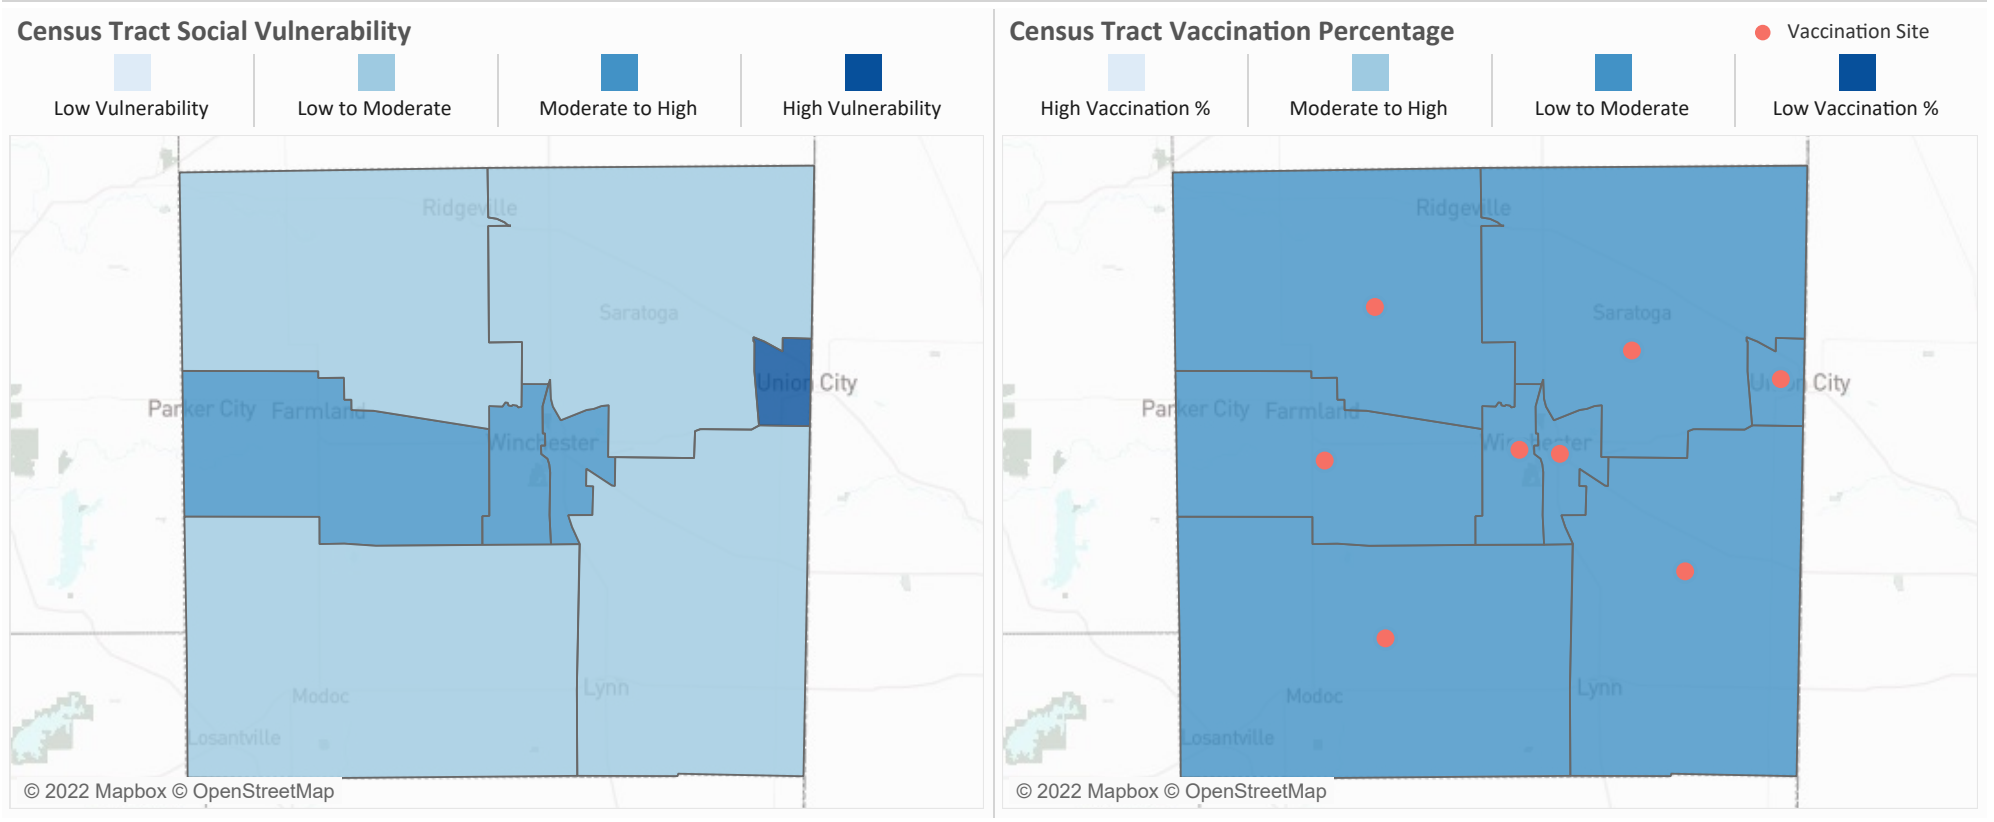 Census Tract Social Vulnerability
Low Vulnerability
Low to Moderate
Moderate to High
High Vulnerability
Ridgeville
Saratoga
Union City
Parker City
Farmland
Winchester
Modoc
Lynn
Losantville
© 2022 Mapbox © OpenStreetMap
Census Tract Vaccination Percentage
Vaccination Site
High Vaccination %
Moderate to High
Low to Moderate
Low Vaccination %
Ridgeville
Saratoga
Union City
Parker City
Farmland
Winchester
Modoc
Lynn
Losantville
© 2022 Mapbox © OpenStreetMap